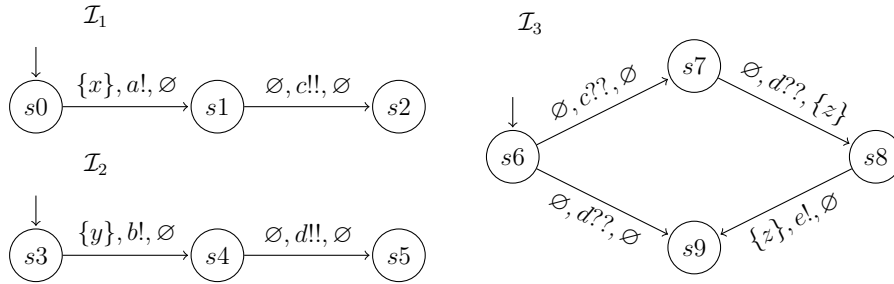 𝓘₁
{x}, a!, ∅
∅, c!!, ∅
s0
s1
s2
𝓘₂
{y}, b!, ∅
∅, d!!, ∅
s3
s4
s5
𝓘₃
s7
∅, c??, ∅
∅, d??, {z}
s6
s8
∅, d??, ∅
{z}, e!, ∅
s9